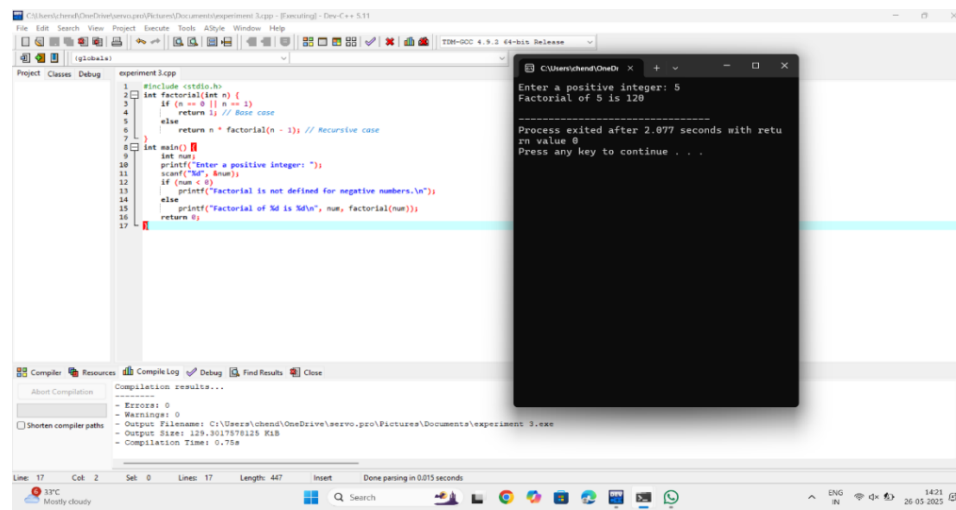 C:\Users\chend\OneDrive\servo.pro\Pictures\Documents\experiment 3.cpp - [Executing] - Dev-C++ 5.11
File Edit Search View Project Execute Tools AStyle Window Help
TDM-GCC 4.9.2 64-bit Release
(globals)
Project Classes Debug
experiment 3.cpp
1 #include <stdio.h>
2 int factorial(int n) {
3 if (n == 0 || n == 1)
4 return 1; // Base case
5 else
6 return n * factorial(n - 1); // Recursive case
7 }
8 int main() {
9 int num;
10 printf("Enter a positive integer: ");
11 scanf("%d", &num);
12 if (num < 0)
13 printf("Factorial is not defined for negative numbers.\n");
14 else
15 printf("Factorial of %d is %d\n", num, factorial(num));
16 return 0;
17 }
C:\Users\chend\OneDr
Enter a positive integer: 5
Factorial of 5 is 120
--------------------------------
Process exited after 2.077 seconds with retu
rn value 0
Press any key to continue . . .
Compiler Resources Compile Log Debug Find Results Close
Abort Compilation
Shorten compiler paths
Compilation results...
--------
- Errors: 0
- Warnings: 0
- Output Filename: C:\Users\chend\OneDrive\servo.pro\Pictures\Documents\experiment 3.exe
- Output Size: 129.3017578125 KiB
- Compilation Time: 0.75s
Line: 17 Col: 2 Sel: 0 Lines: 17 Length: 447 Insert Done parsing in 0.015 seconds
33°C
Mostly cloudy
Search
ENG
IN
14:21
26-05-2025